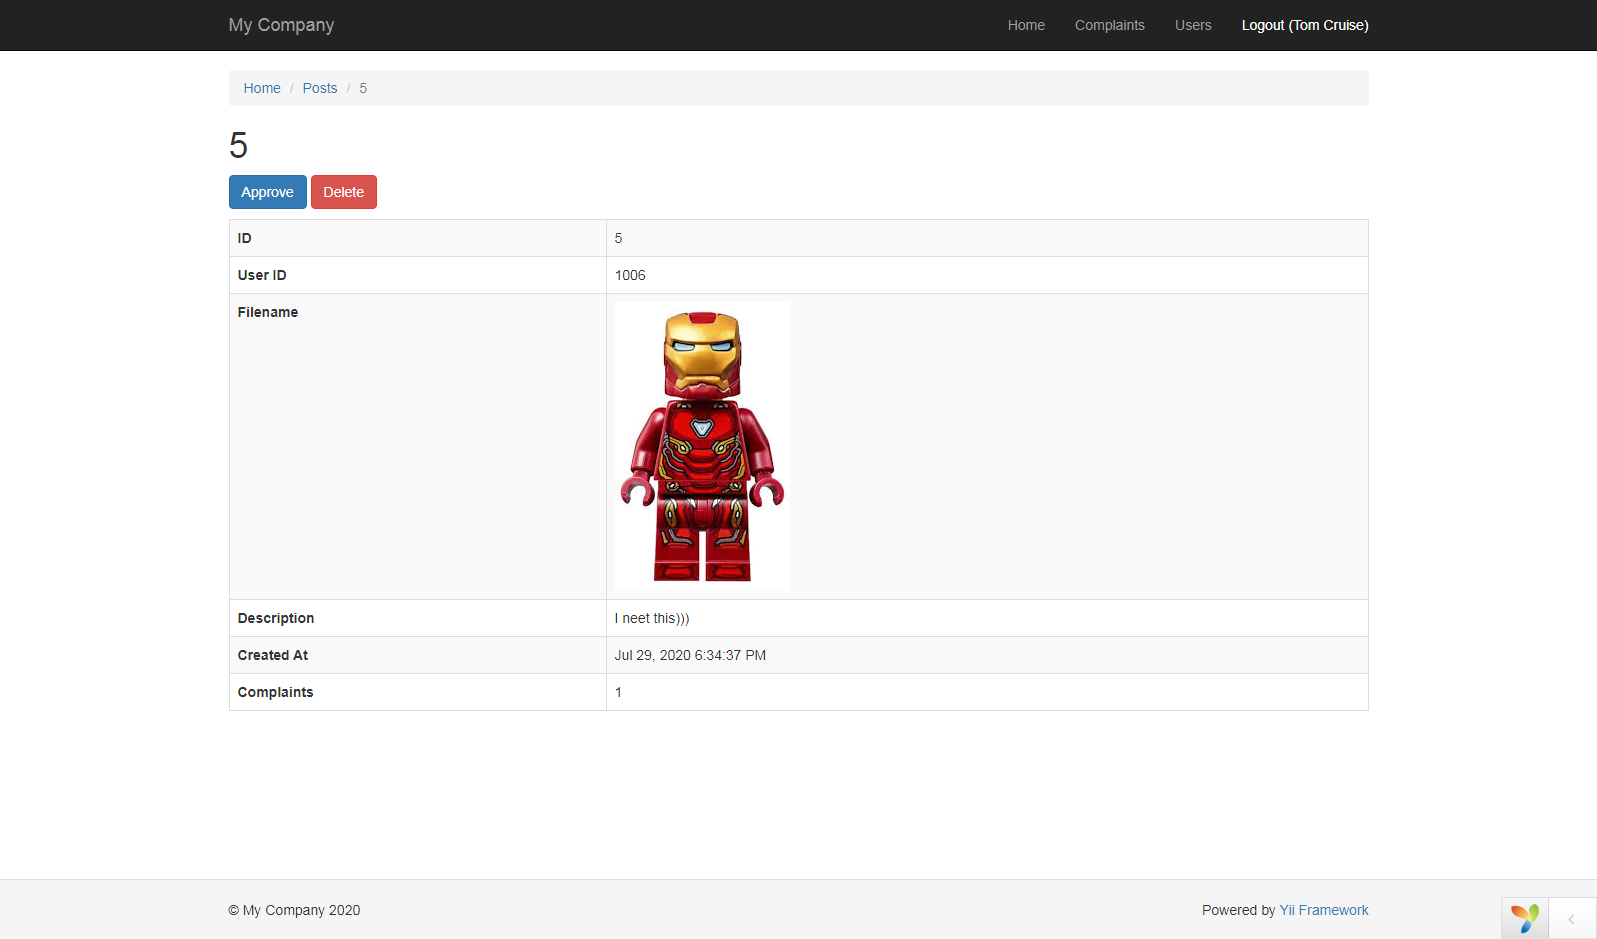 My Company
Home Complaints Users Logout (Tom Cruise)
Home / Posts / 5
5
Approve Delete
ID 5
User ID 1006
Filename
Description I neet this)))
Created At Jul 29, 2020 6:34:37 PM
Complaints 1
© My Company 2020
Powered by Yii Framework